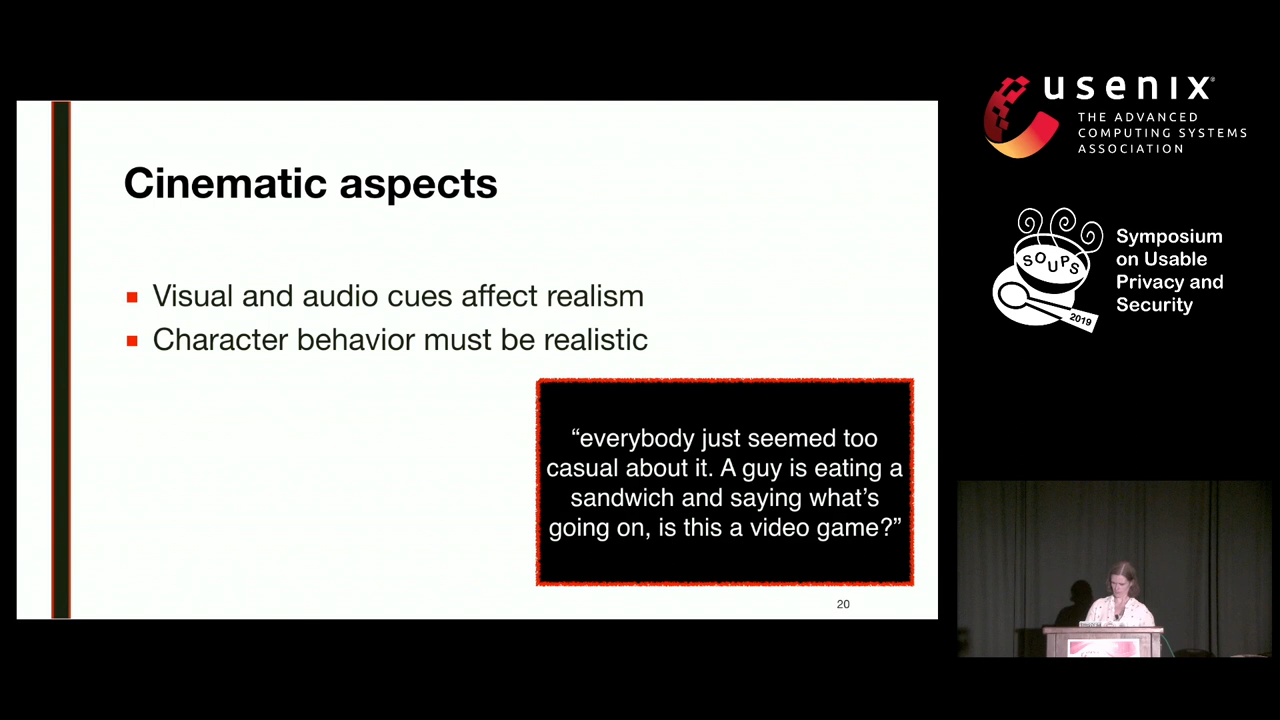 Cinematic aspects
Visual and audio cues affect realism
Character behavior must be realistic
“everybody just seemed too
casual about it. A guy is eating a
sandwich and saying what’s
going on, is this a video game?”
20
usenix
THE ADVANCED
COMPUTING SYSTEMS
ASSOCIATION
SOUPS
2019
Symposium
on Usable
Privacy and
Security